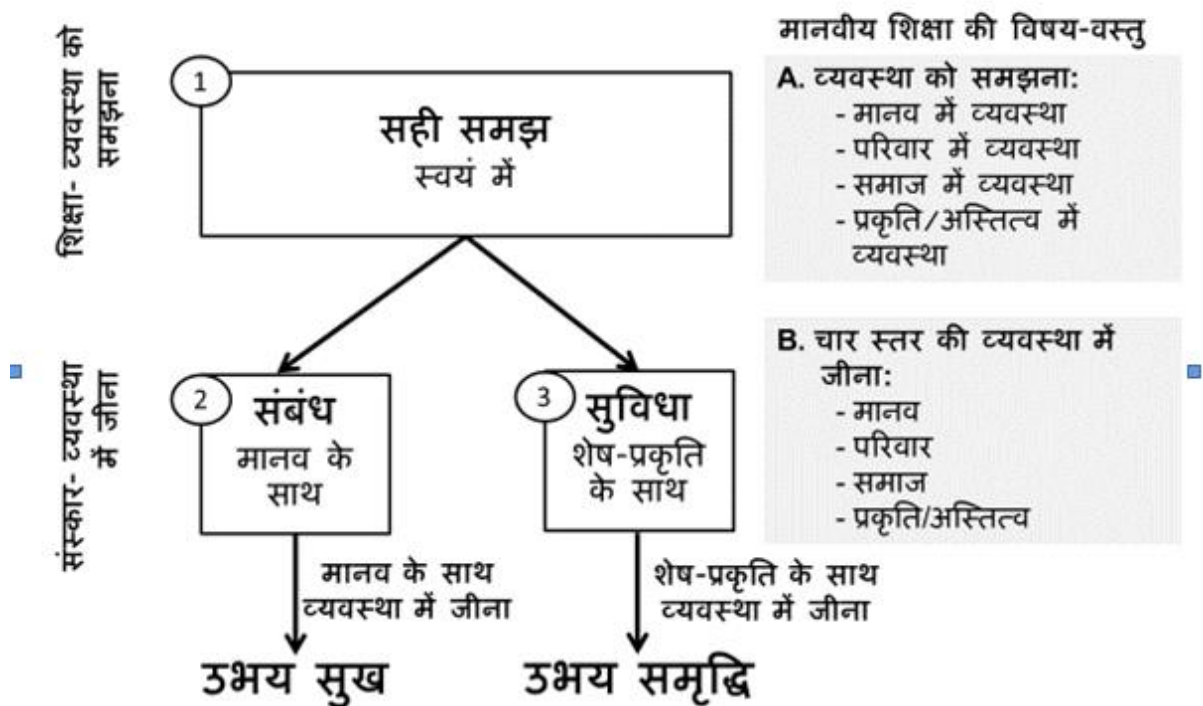 शिक्षा- व्यवस्था को
समझना
1
सही समझ
स्वयं में
संस्कार- व्यवस्था
में जीना
2
संबंध
मानव के
साथ
3
सुविधा
शेष-प्रकृति
के साथ
मानव के साथ
व्यवस्था में जीना
शेष-प्रकृति के साथ
व्यवस्था में जीना
उभय सुख
उभय समृद्धि
मानवीय शिक्षा की विषय-वस्तु
A. व्यवस्था को समझना:
- मानव में व्यवस्था
- परिवार में व्यवस्था
- समाज में व्यवस्था
- प्रकृति/अस्तित्व में
व्यवस्था
B. चार स्तर की व्यवस्था में
जीना:
- मानव
- परिवार
- समाज
- प्रकृति/अस्तित्व